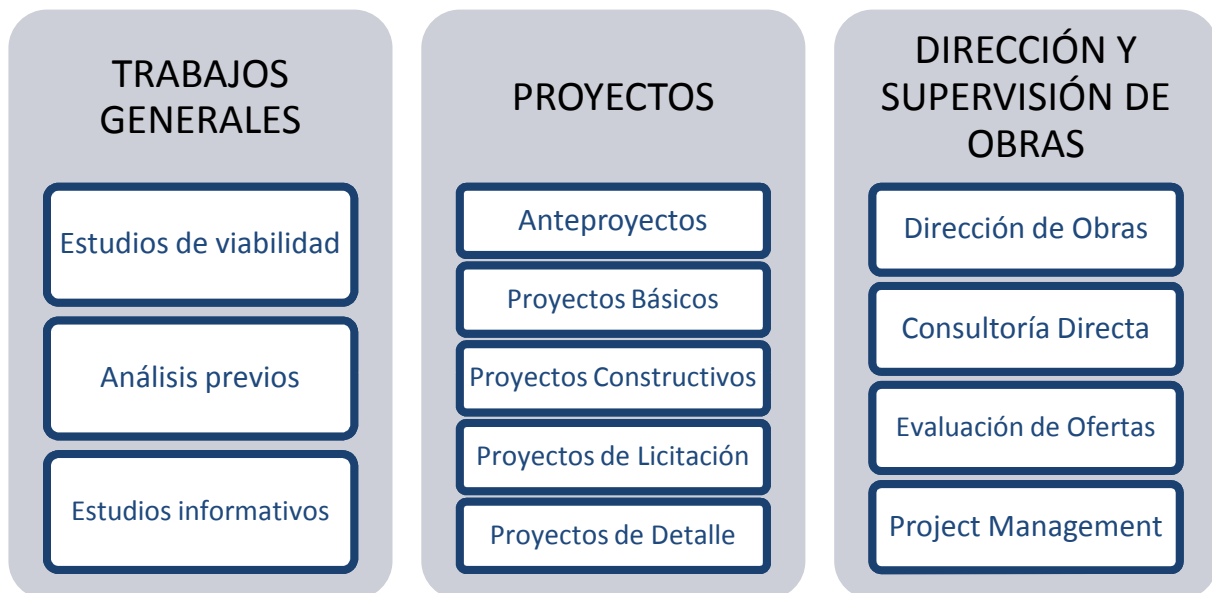 TRABAJOS
GENERALES
Estudios de viabilidad
Análisis previos
Estudios informativos
PROYECTOS
Anteproyectos
Proyectos Básicos
Proyectos Constructivos
Proyectos de Licitación
Proyectos de Detalle
DIRECCIÓN Y
SUPERVISIÓN DE
OBRAS
Dirección de Obras
Consultoría Directa
Evaluación de Ofertas
Project Management